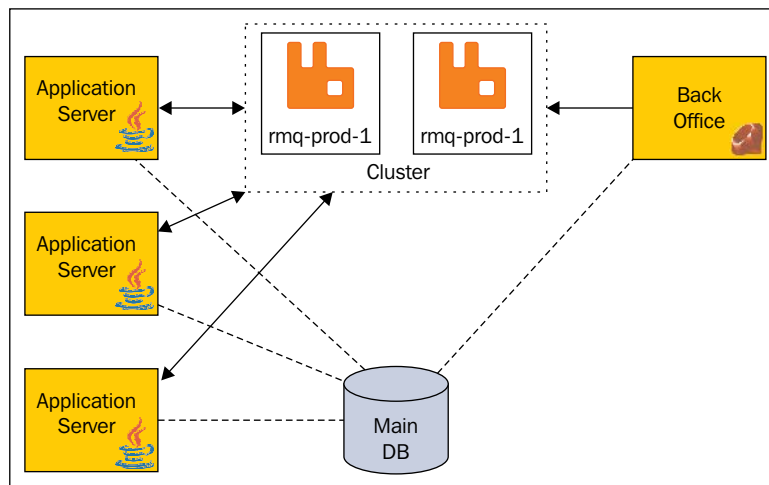 Application
Server
rmq-prod-1
rmq-prod-1
Cluster
Back
Office
Application
Server
Application
Server
Main
DB